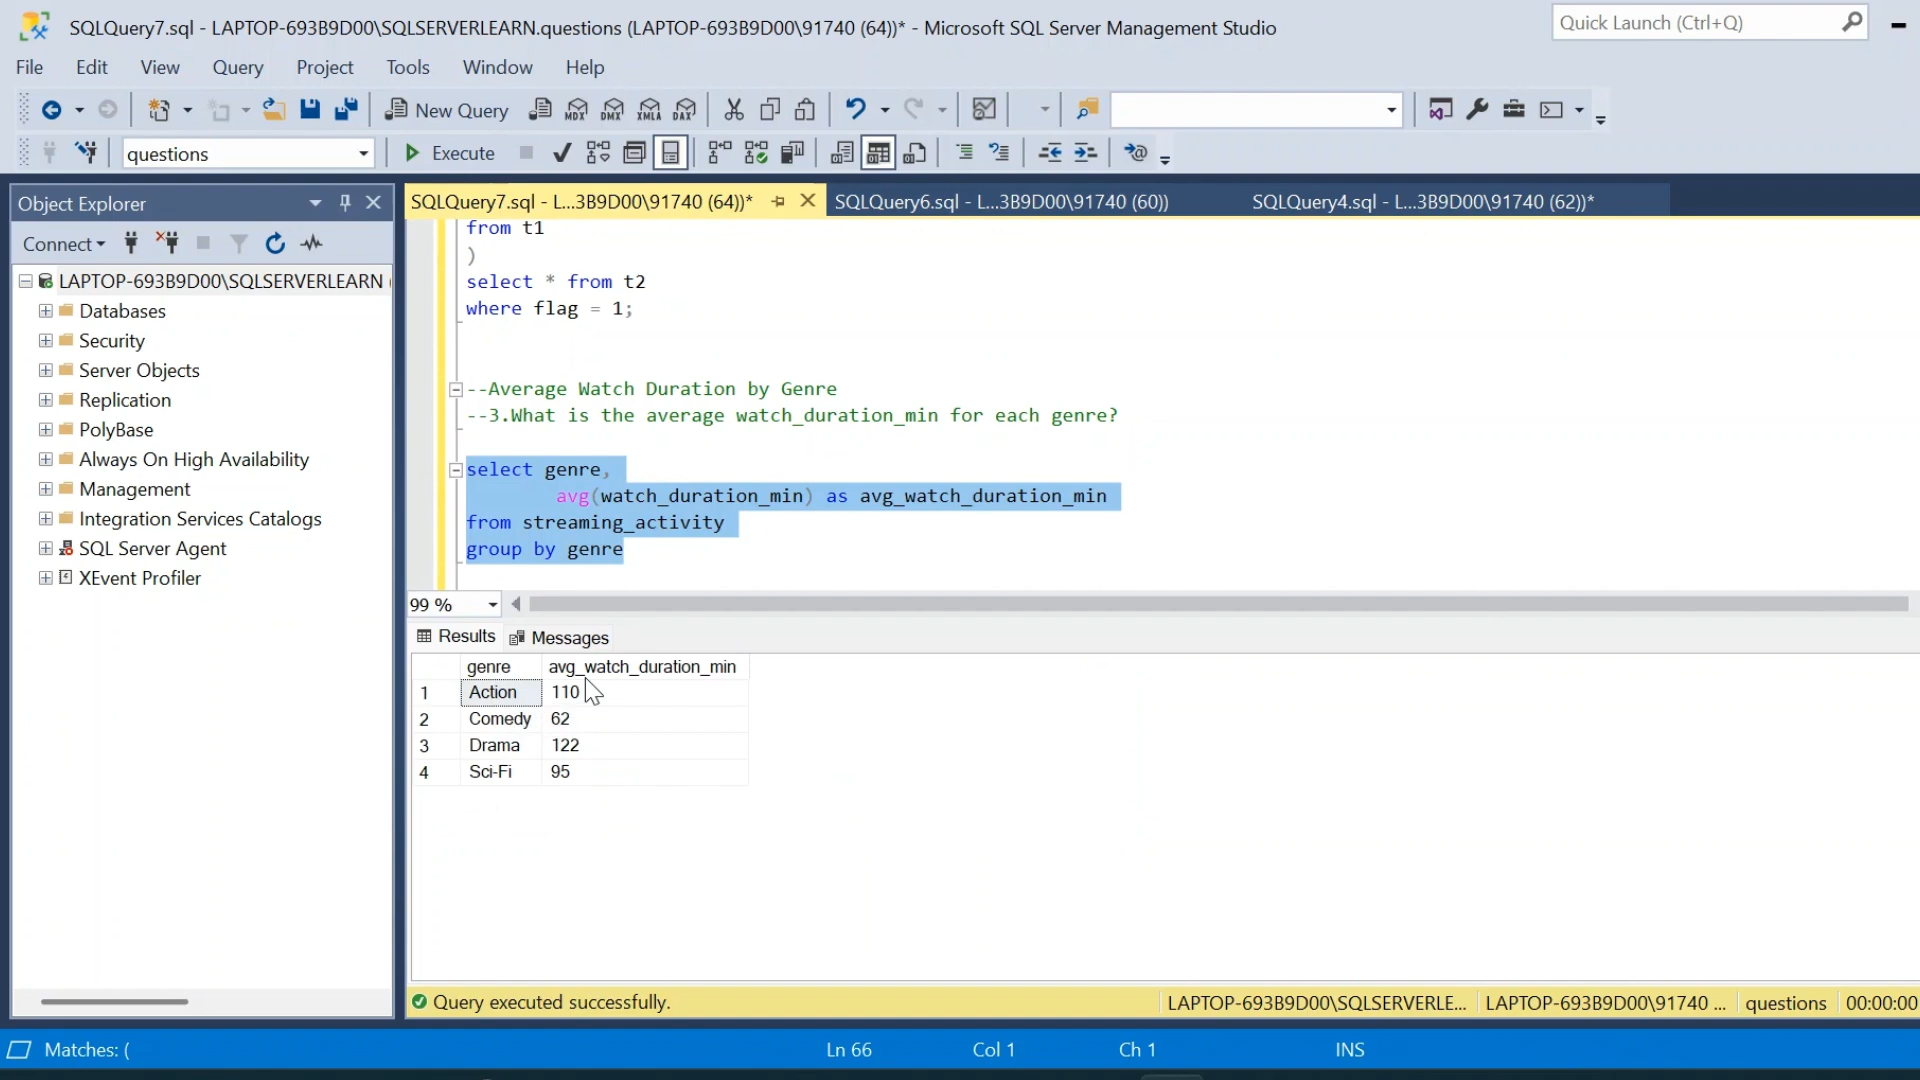 SQLQuery7.sql - LAPTOP-693B9D00\SQLSERVERLEARN.questions (LAPTOP-693B9D00\91740 (64))* - Microsoft SQL Server Management Studio
Quick Launch (Ctrl+Q)
File Edit View Query Project Tools Window Help
New Query MDX DMX XMLA DAX
questions Execute
Object Explorer
Connect
LAPTOP-693B9D00\SQLSERVERLEARN (
Databases
Security
Server Objects
Replication
PolyBase
Always On High Availability
Management
Integration Services Catalogs
SQL Server Agent
XEvent Profiler
SQLQuery7.sql - L...3B9D00\91740 (64))* SQLQuery6.sql - L...3B9D00\91740 (60)) SQLQuery4.sql - L...3B9D00\91740 (62))*
from t1
)
select * from t2
where flag = 1;
--Average Watch Duration by Genre
--3.What is the average watch_duration_min for each genre?
select genre,
avg(watch_duration_min) as avg_watch_duration_min
from streaming_activity
group by genre
99 %
Results Messages
genre avg_watch_duration_min
1 Action 110
2 Comedy 62
3 Drama 122
4 Sci-Fi 95
Query executed successfully. LAPTOP-693B9D00\SQLSERVERLE... LAPTOP-693B9D00\91740 ... questions 00:00:00
Matches: ( Ln 66 Col 1 Ch 1 INS